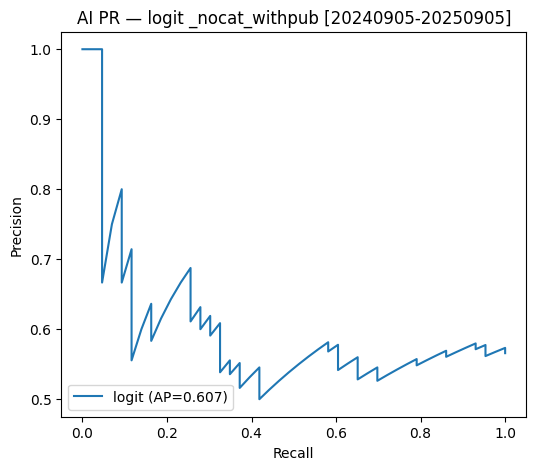 AI PR — logit _nocat_withpub [20240905-20250905]
1.0
0.9
0.8
0.7
0.6
0.5
Precision
logit (AP=0.607)
0.0 0.2 0.4 0.6 0.8 1.0
Recall